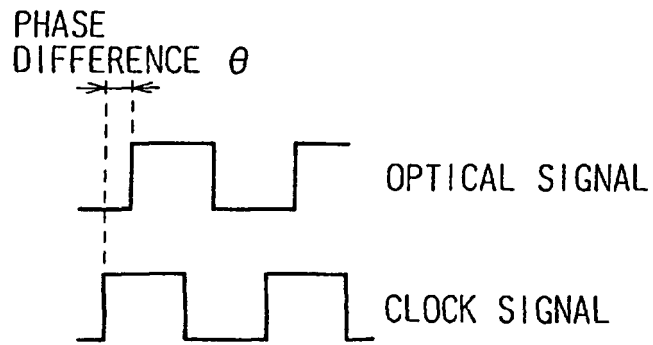 PHASE
DIFFERENCE θ
OPTICAL SIGNAL
CLOCK SIGNAL